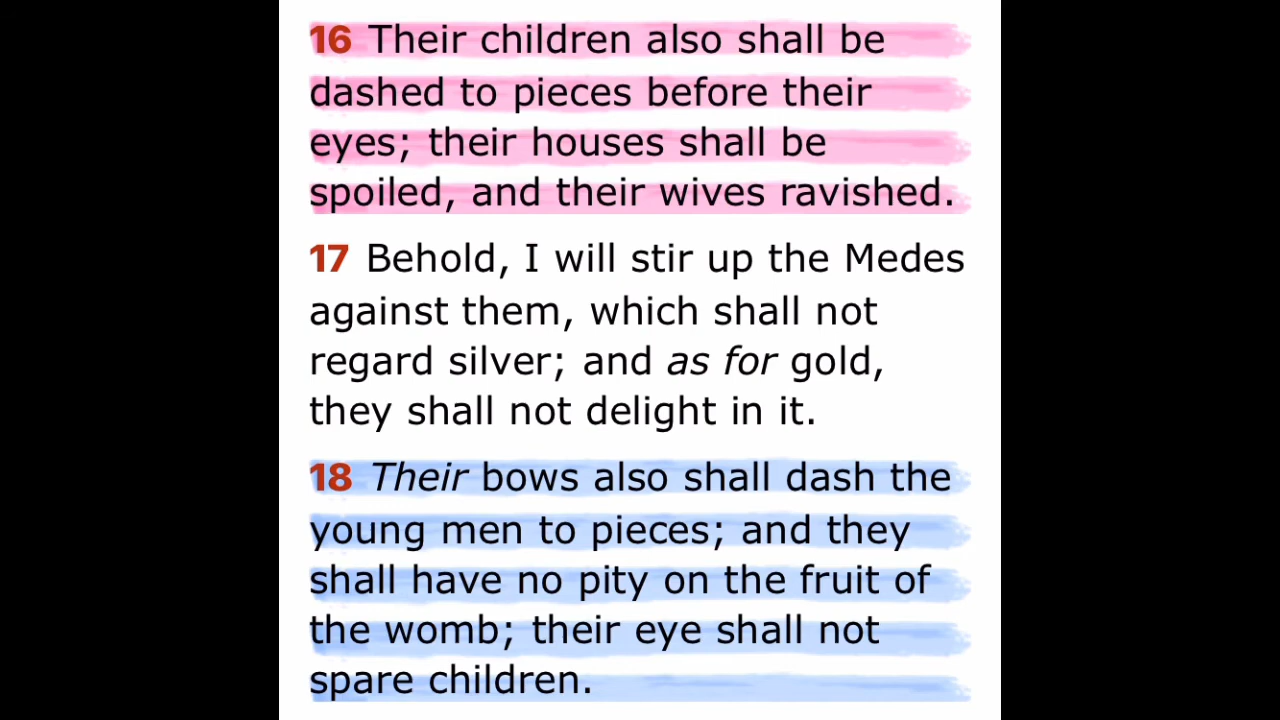 16 Their children also shall be
dashed to pieces before their
eyes; their houses shall be
spoiled, and their wives ravished.
17 Behold, I will stir up the Medes
against them, which shall not
regard silver; and as for gold,
they shall not delight in it.
18 Their bows also shall dash the
young men to pieces; and they
shall have no pity on the fruit of
the womb; their eye shall not
spare children.